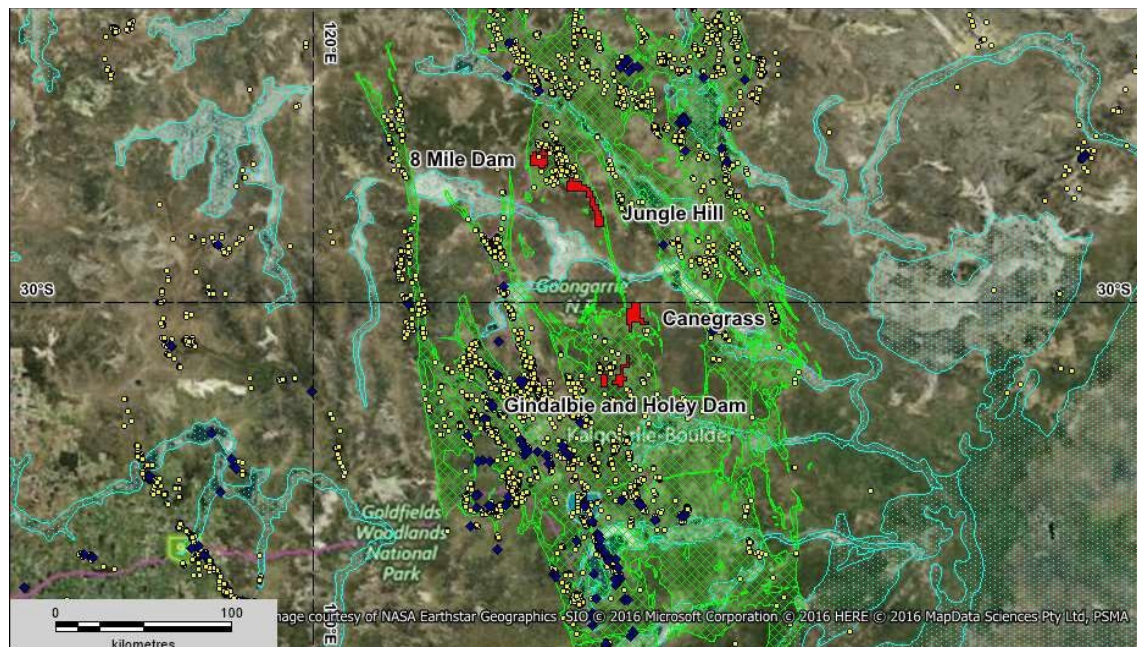 120°E
8 Mile Dam
Jungle Hill
30°S
30°S
Goongarrie
N.P.
Canegrass
Gindalbie and Holey Dam
Kalgoorlie-Boulder
Goldfields
Woodlands
National
Park
0 100
kilometres
120°E
mage courtesy of NASA Earthstar Geographics SIO © 2016 Microsoft Corporation © 2016 HERE © 2016 MapData Sciences Pty Ltd, PSMA